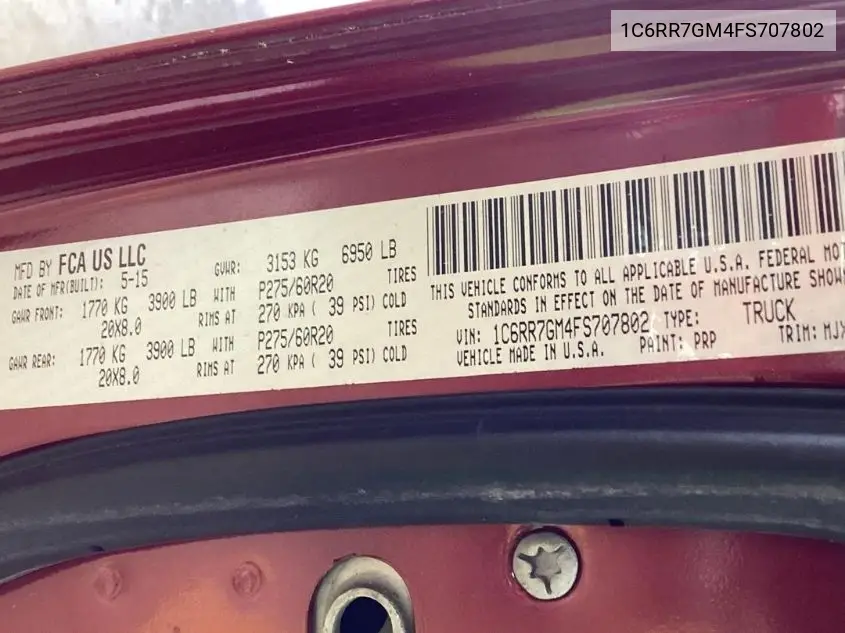 1C6RR7GM4FS707802
MFD BY FCA US LLC
DATE OF MFR(BUILT): 5-15
GVWR: 3153 KG 6950 LB
GAWR FRONT: 1770 KG 3900 LB WITH P275/60R20 TIRES
20X8.0 RIMS AT 270 KPA ( 39 PSI) COLD
GAWR REAR: 1770 KG 3900 LB WITH P275/60R20 TIRES
20X8.0 RIMS AT 270 KPA ( 39 PSI) COLD
THIS VEHICLE CONFORMS TO ALL APPLICABLE U.S.A. FEDERAL MOT
STANDARDS IN EFFECT ON THE DATE OF MANUFACTURE SHOW
VIN: 1C6RR7GM4FS707802 TYPE: TRUCK
VEHICLE MADE IN U.S.A. PAINT: PRP TRIM: MJX